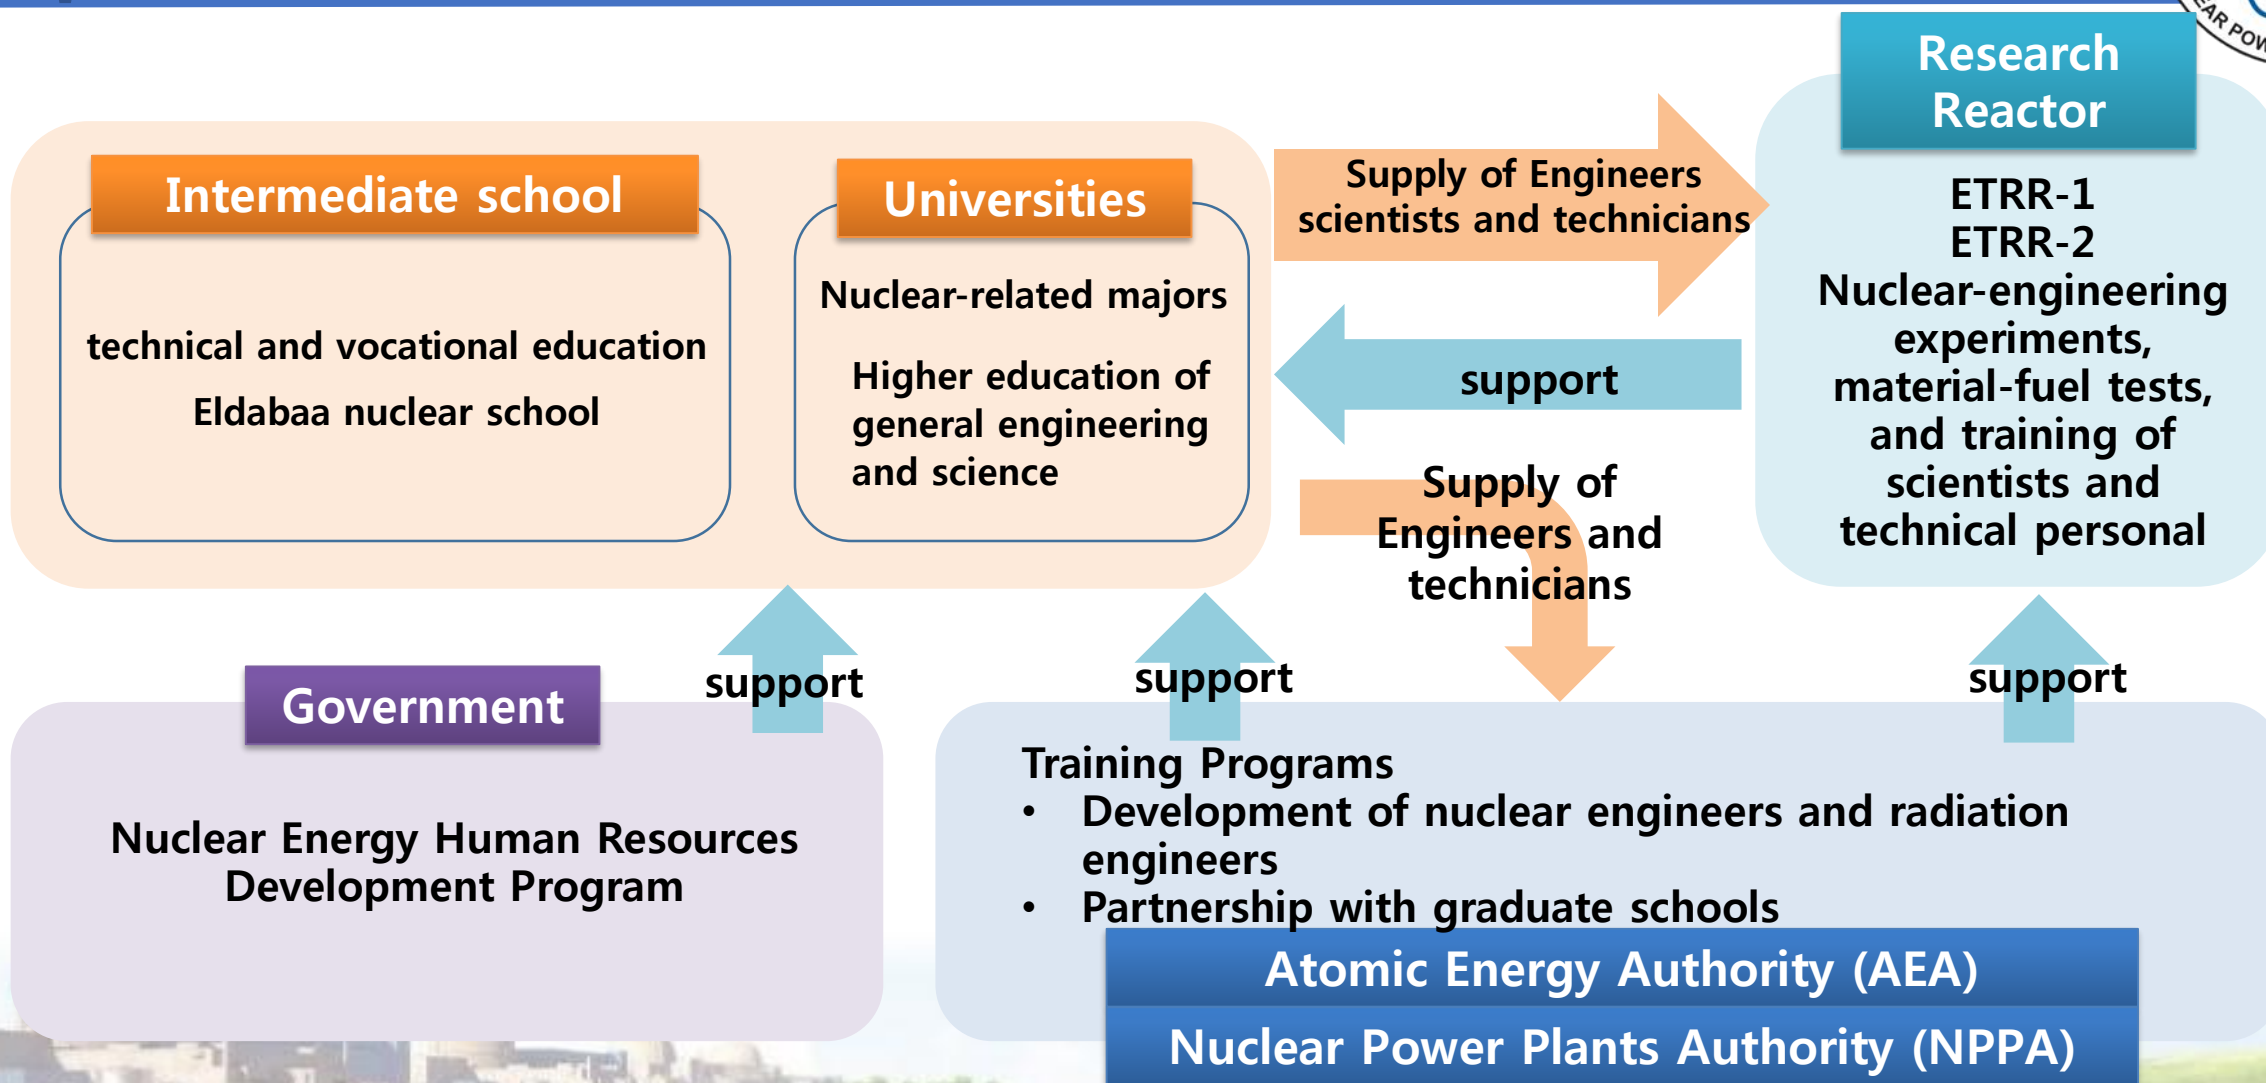 Intermediate school
technical and vocational education
Eldabaa nuclear school
Universities
Nuclear-related majors
Higher education of
general engineering
and science
Supply of Engineers
scientists and technicians
support
Supply of
Engineers and
technicians
Research
Reactor
ETRR-1
ETRR-2
Nuclear-engineering
experiments,
material-fuel tests,
and training of
scientists and
technical personal
support
support
support
Government
Nuclear Energy Human Resources
Development Program
Training Programs
• Development of nuclear engineers and radiation
engineers
• Partnership with graduate schools
Atomic Energy Authority (AEA)
Nuclear Power Plants Authority (NPPA)